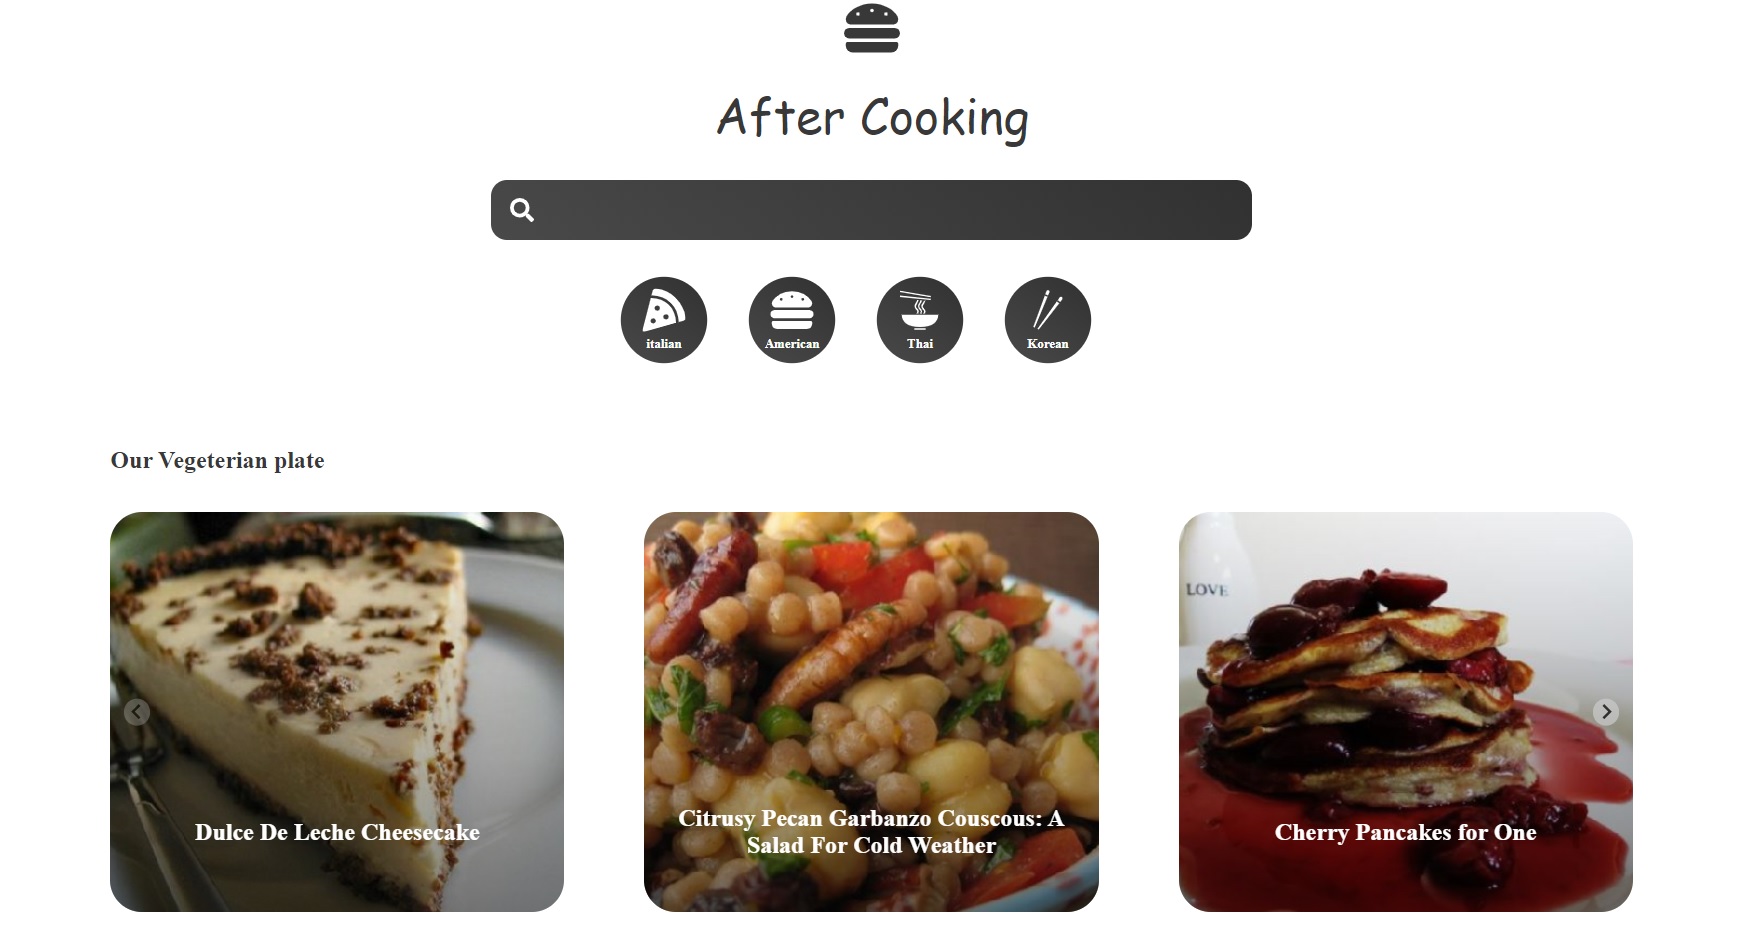 After Cooking
italian
American
Thai
Korean
Our Vegeterian plate
LOVE
Dulce De Leche Cheesecake
Citrusy Pecan Garbanzo Couscous: A
Salad For Cold Weather
Cherry Pancakes for One